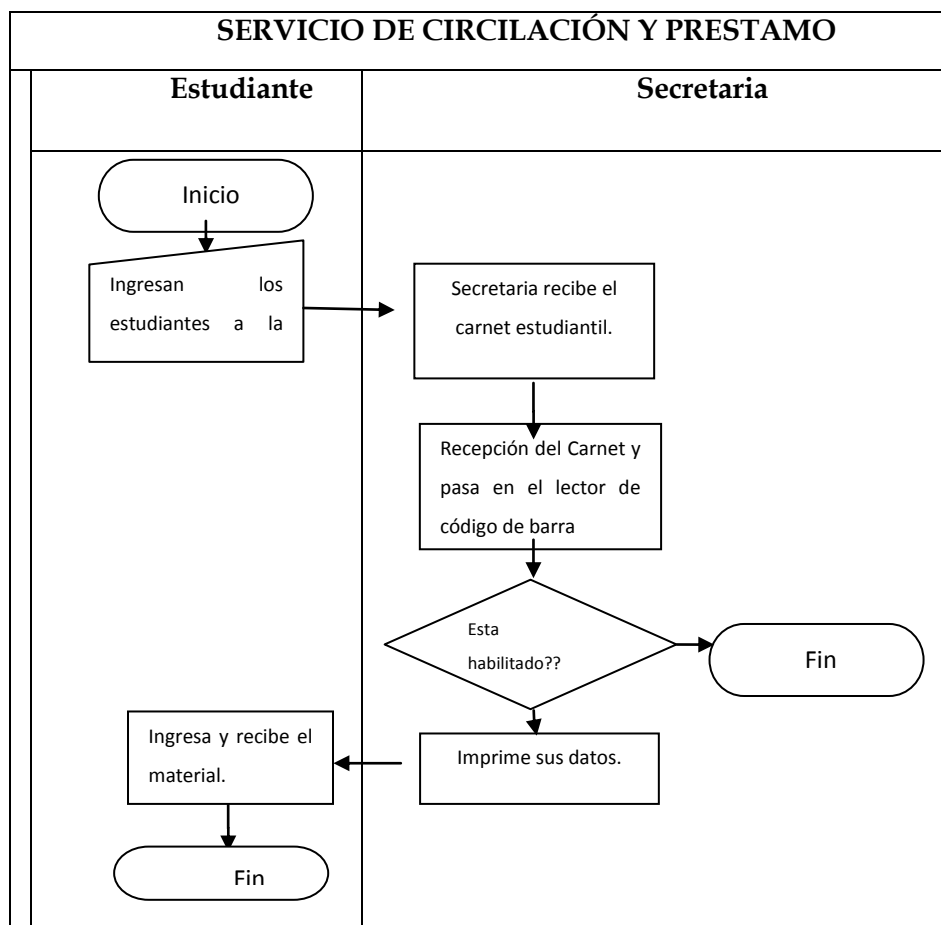 SERVICIO DE CIRCILACIÓN Y PRESTAMO
Estudiante
Secretaria
Inicio
Ingresan los
estudiantes a la
Secretaria recibe el
carnet estudiantil.
Recepción del Carnet y
pasa en el lector de
código de barra
Esta
habilitado??
Fin
Imprime sus datos.
Ingresa y recibe el
material.
Fin